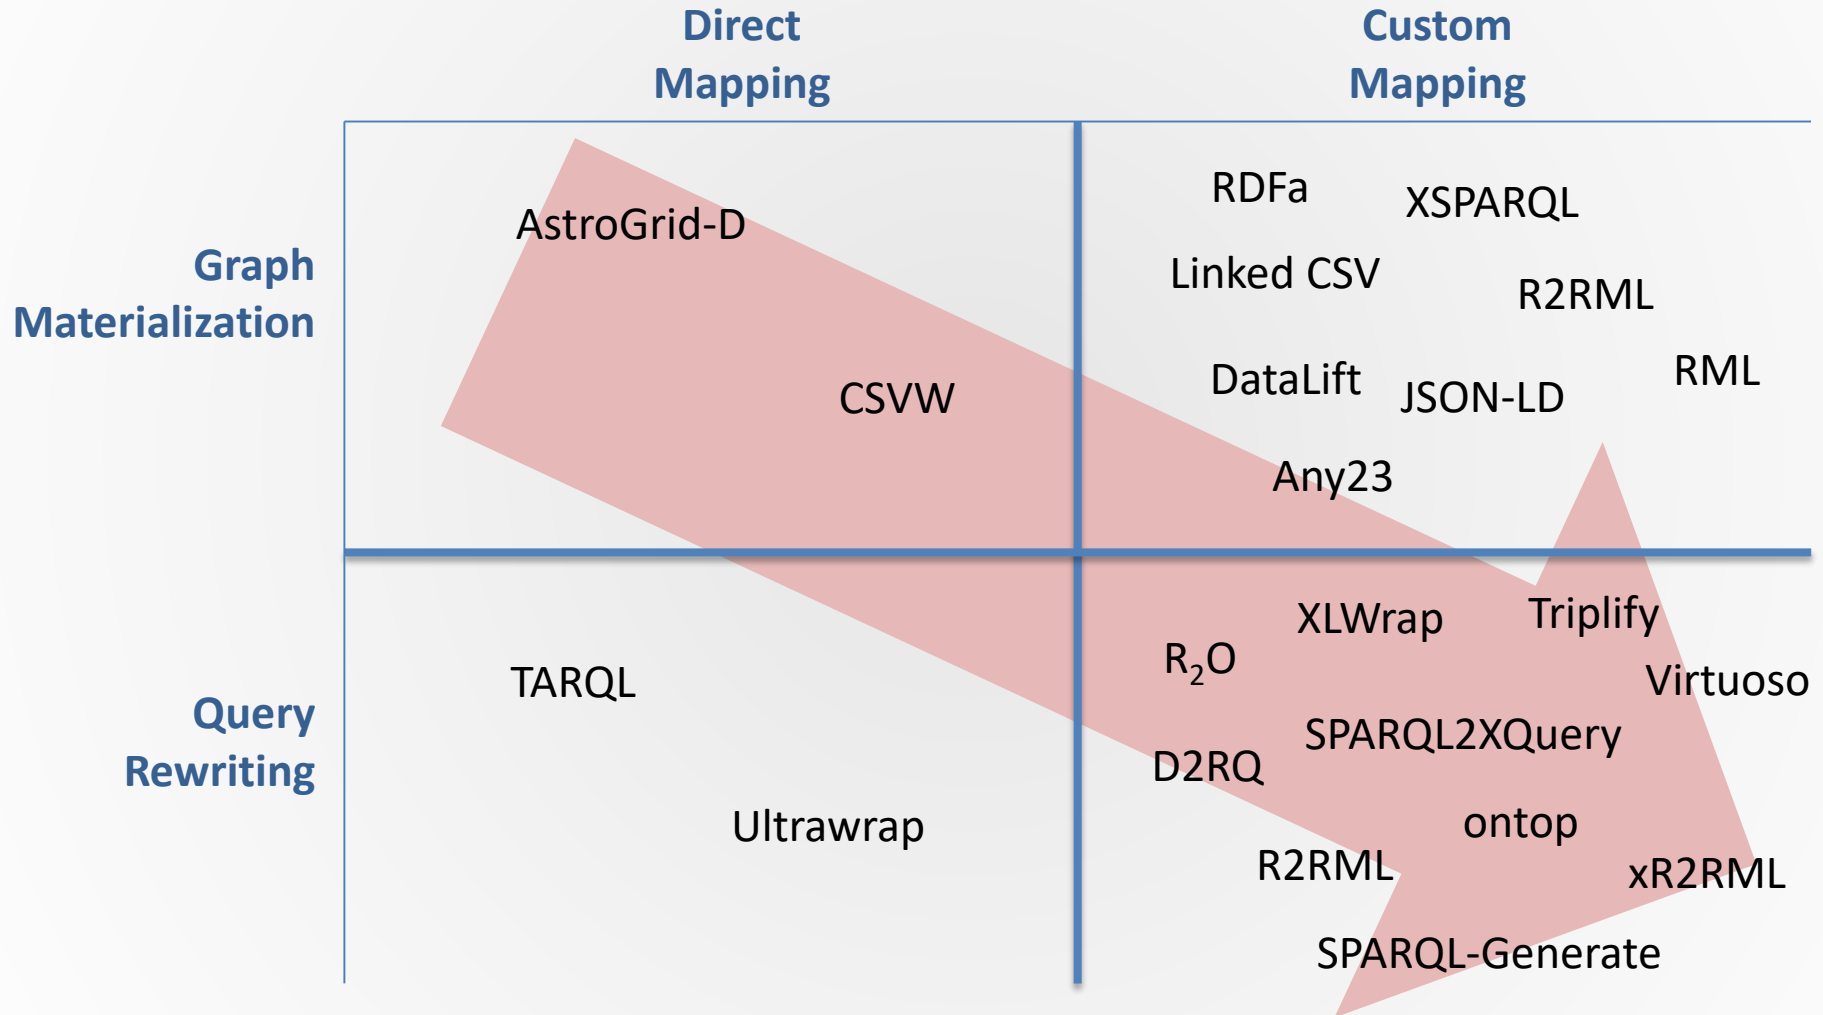 Direct
Mapping
Custom
Mapping
Graph
Materialization
AstroGrid-D
CSVW
RDFa
XSPARQL
Linked CSV
R2RML
DataLift
JSON-LD
RML
Any23
Query
Rewriting
TARQL
Ultrawrap
XLWrap
Triplify
R₂O
Virtuoso
SPARQL2XQuery
D2RQ
ontop
R2RML
xR2RML
SPARQL-Generate